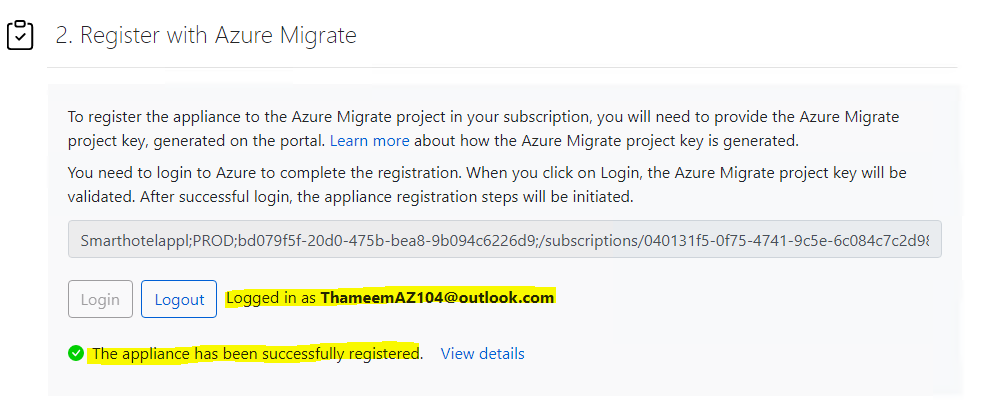 2. Register with Azure Migrate
To register the appliance to the Azure Migrate project in your subscription, you will need to provide the Azure Migrate
project key, generated on the portal. Learn more about how the Azure Migrate project key is generated.
You need to login to Azure to complete the registration. When you click on Login, the Azure Migrate project key will be
validated. After successful login, the appliance registration steps will be initiated.
Smarthotelappl;PROD;bd079f5f-20d0-475b-bea8-9b094c6226d9;/subscriptions/040131f5-0f75-4741-9c5e-6c084c7c2d98
Login Logout Logged in as ThameemAZ104@outlook.com
The appliance has been successfully registered. View details